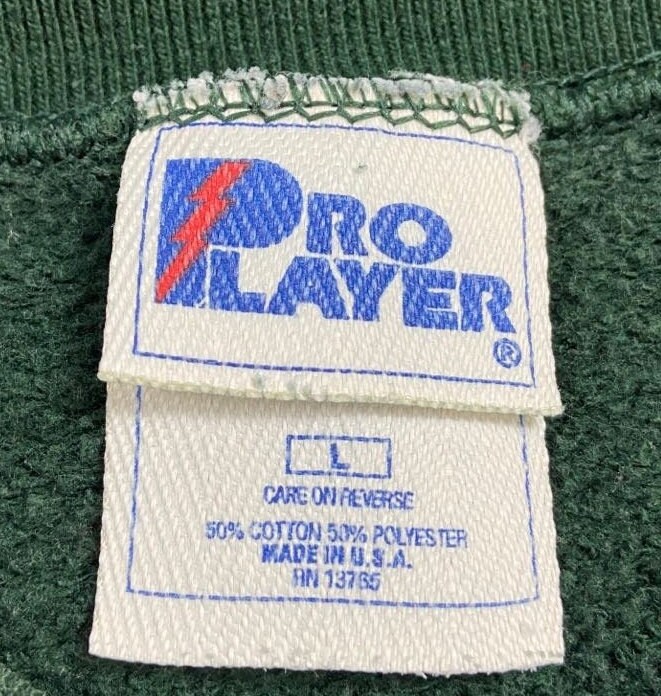 PRO
PLAYER
®
L
CARE ON REVERSE
50% COTTON 50% POLYESTER
MADE IN U.S.A.
RN 13765